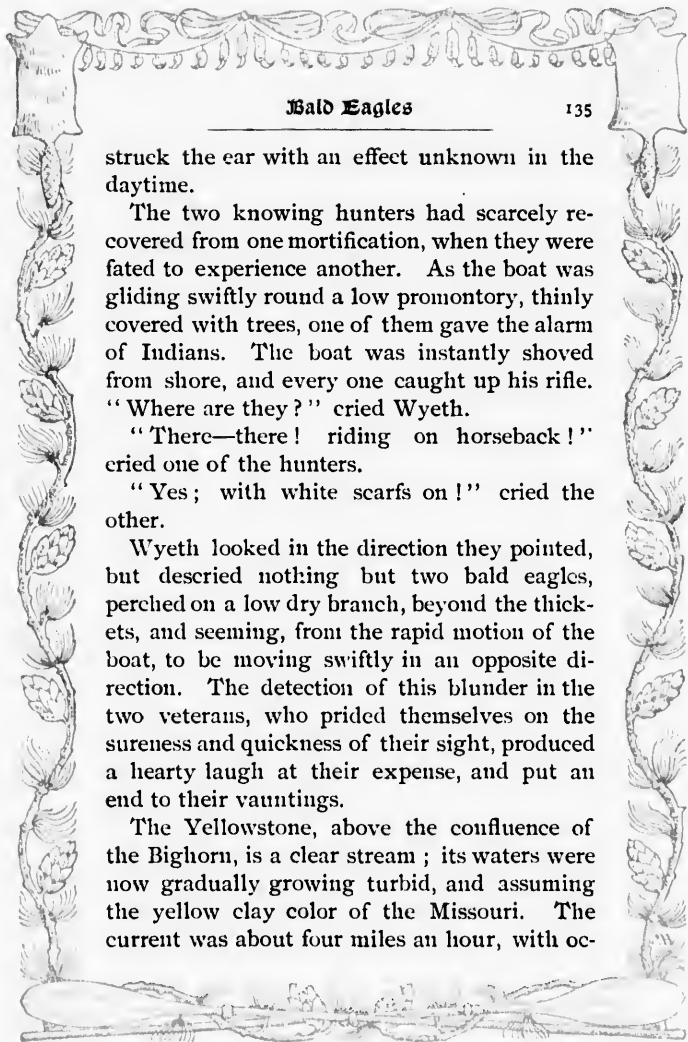 Bald Eagles 135
struck the ear with an effect unknown in the
daytime.
The two knowing hunters had scarcely re-
covered from one mortification, when they were
fated to experience another. As the boat was
gliding swiftly round a low promontory, thinly
covered with trees, one of them gave the alarm
of Indians. The boat was instantly shoved
from shore, and every one caught up his rifle.
“Where are they?” cried Wyeth.
“There—there! riding on horseback!”
cried one of the hunters.
“Yes; with white scarfs on!” cried the
other.
Wyeth looked in the direction they pointed,
but descried nothing but two bald eagles,
perched on a low dry branch, beyond the thick-
ets, and seeming, from the rapid motion of the
boat, to be moving swiftly in an opposite di-
rection. The detection of this blunder in the
two veterans, who prided themselves on the
sureness and quickness of their sight, produced
a hearty laugh at their expense, and put an
end to their vauntings.
The Yellowstone, above the confluence of
the Bighorn, is a clear stream; its waters were
now gradually growing turbid, and assuming
the yellow clay color of the Missouri. The
current was about four miles an hour, with oc-